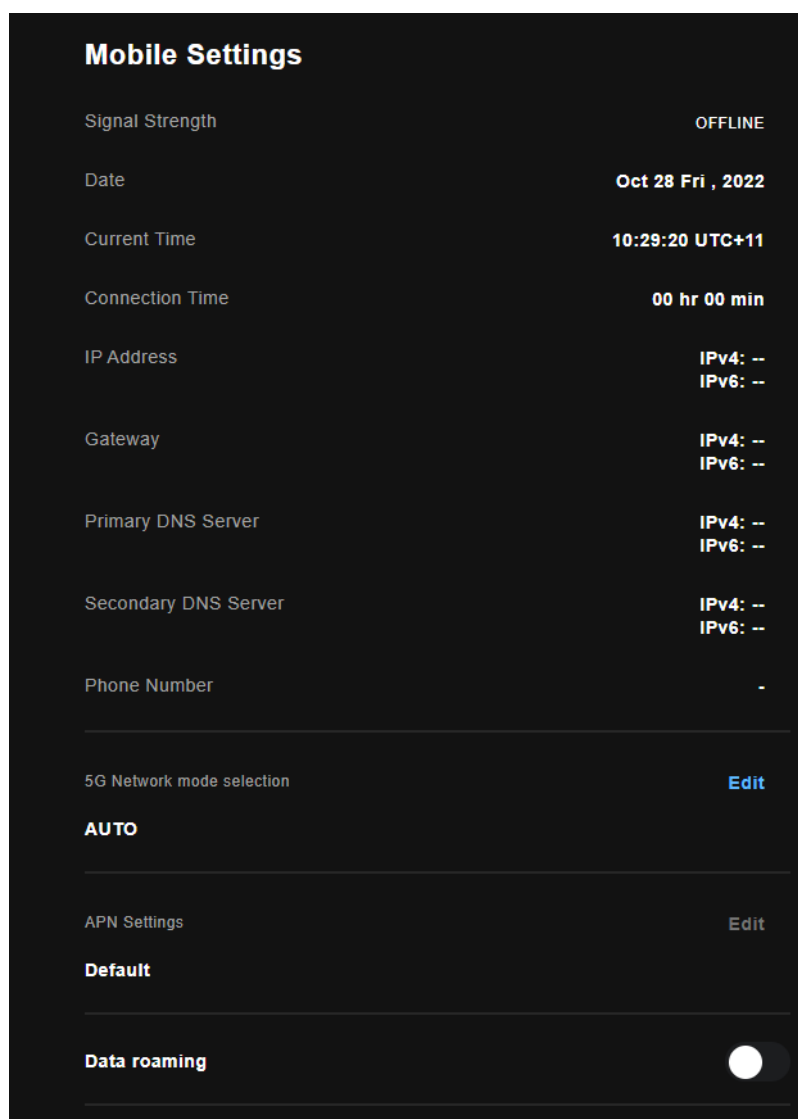 Mobile Settings
Signal Strength OFFLINE
Date Oct 28 Fri , 2022
Current Time 10:29:20 UTC+11
Connection Time 00 hr 00 min
IP Address IPv4: --
IPv6: --
Gateway IPv4: --
IPv6: --
Primary DNS Server IPv4: --
IPv6: --
Secondary DNS Server IPv4: --
IPv6: --
Phone Number -
5G Network mode selection Edit
AUTO
APN Settings Edit
Default
Data roaming